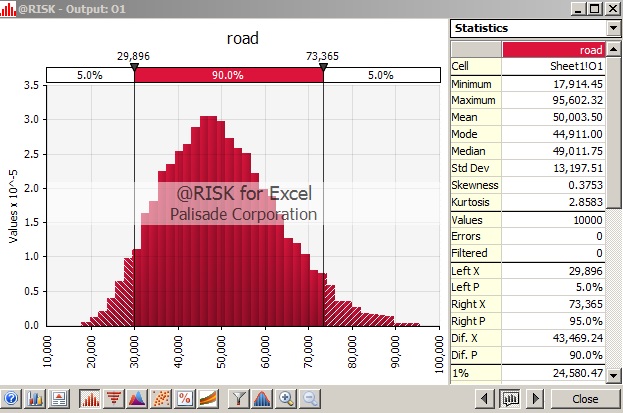 @RISK - Output: O1
road
29,896
73,365
5.0%
90.0%
5.0%
Values x 10^-5
3.5
3.0
2.5
2.0
1.5
1.0
0.5
0.0
@RISK for Excel
Palisade Corporation
10,000
20,000
30,000
40,000
50,000
60,000
70,000
80,000
90,000
100,000
Statistics
road
Cell Sheet1!O1
Minimum 17,914.45
Maximum 95,602.32
Mean 50,003.50
Mode 44,911.00
Median 49,011.75
Std Dev 13,197.51
Skewness 0.3753
Kurtosis 2.8583
Values 10000
Errors 0
Filtered 0
Left X 29,896
Left P 5.0%
Right X 73,365
Right P 95.0%
Dif. X 43,469.24
Dif. P 90.0%
1% 24,580.47
Close